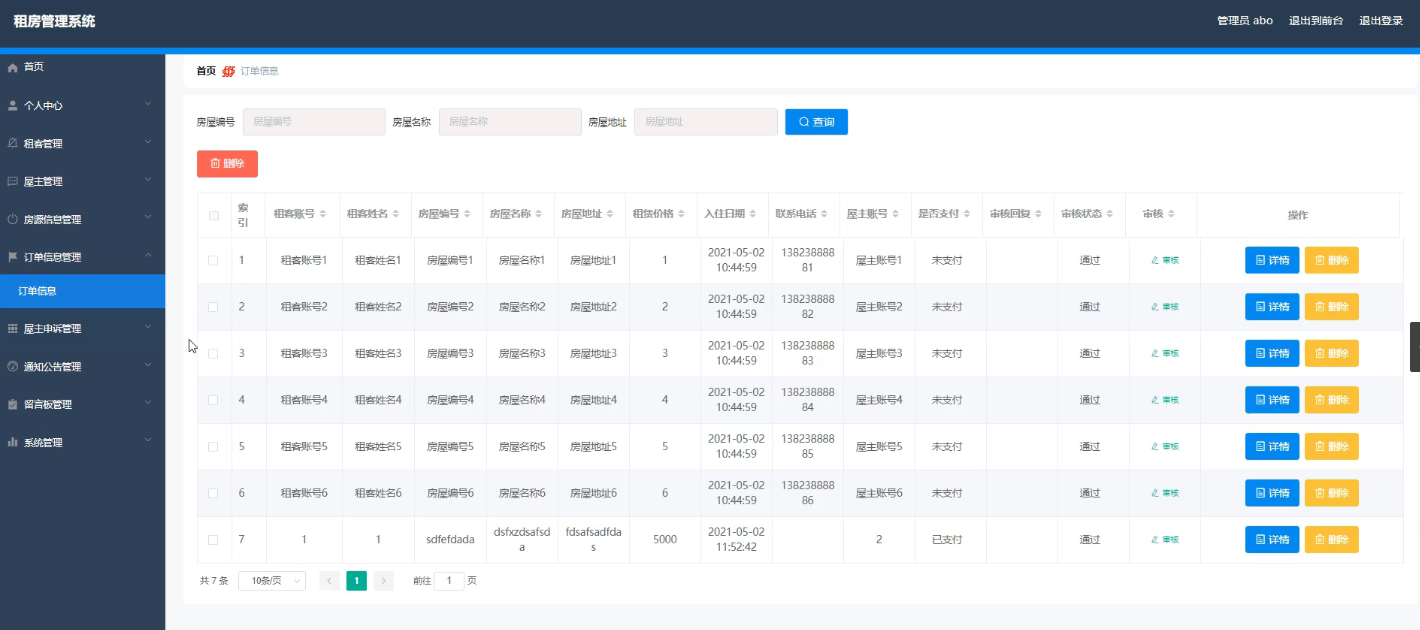 租房管理系统
管理员 abo 退出到前台 退出登录
首页
个人中心
租客管理
屋主管理
房源信息管理
订单信息管理
订单信息
屋主申诉管理
通知公告管理
留言板管理
系统管理
首页 订单信息
房屋编号 房屋编号 房屋名称 房屋名称 房屋地址 房屋地址 查询
删除
索引 租客账号 租客姓名 房屋编号 房屋名称 房屋地址 租赁价格 入住日期 联系电话 屋主账号 是否支付 审核回复 审核状态 审核 操作
1 租客账号1 租客姓名1 房屋编号1 房屋名称1 房屋地址1 1 2021-05-02 10:44:59 13823888881 屋主账号1 未支付 通过 审核 详情 删除
2 租客账号2 租客姓名2 房屋编号2 房屋名称2 房屋地址2 2 2021-05-02 10:44:59 13823888882 屋主账号2 未支付 通过 审核 详情 删除
3 租客账号3 租客姓名3 房屋编号3 房屋名称3 房屋地址3 3 2021-05-02 10:44:59 13823888883 屋主账号3 未支付 通过 审核 详情 删除
4 租客账号4 租客姓名4 房屋编号4 房屋名称4 房屋地址4 4 2021-05-02 10:44:59 13823888884 屋主账号4 未支付 通过 审核 详情 删除
5 租客账号5 租客姓名5 房屋编号5 房屋名称5 房屋地址5 5 2021-05-02 10:44:59 13823888885 屋主账号5 未支付 通过 审核 详情 删除
6 租客账号6 租客姓名6 房屋编号6 房屋名称6 房屋地址6 6 2021-05-02 10:44:59 13823888886 屋主账号6 未支付 通过 审核 详情 删除
7 1 1 sdfefdada dsfxzdsafsda fdsafsadfdas 5000 2021-05-02 11:52:42 2 已支付 通过 审核 详情 删除
共 7 条 10条/页 1 前往 1 页